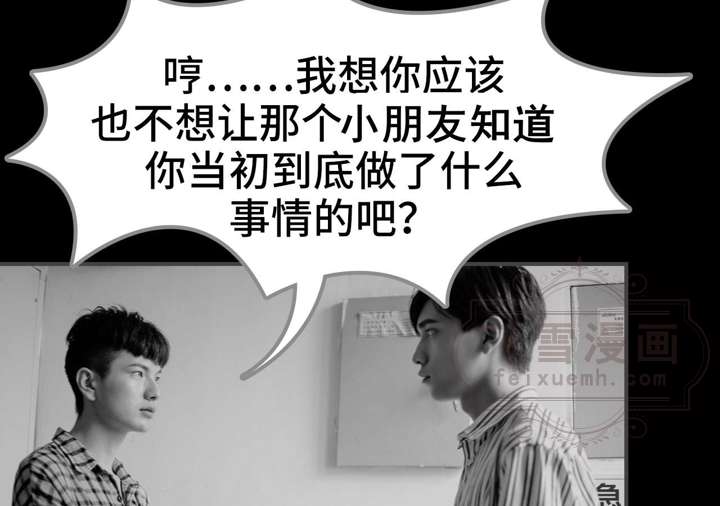 哼……我想你应该
也不想让那个小朋友知道
你当初到底做了什么
事情的吧?
雪漫画
feixuemh.com
急